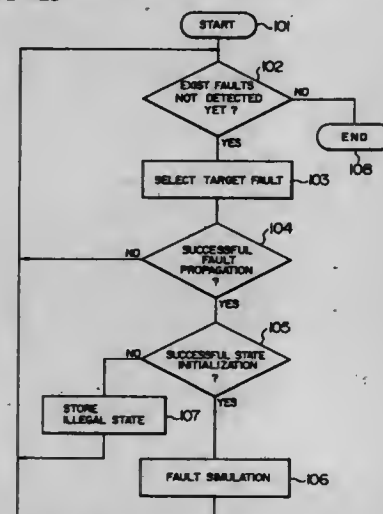 START
101
102
EXIST FAULTS
NOT DETECTED
YET ?
NO
YES
END
108
SELECT TARGET FAULT
103
104
NO
SUCCESSFUL
FAULT
PROPAGATION
?
YES
105
NO
SUCCESSFUL STATE
INITIALIZATION
?
YES
STORE
ILLEGAL STATE
107
FAULT SIMULATION
106